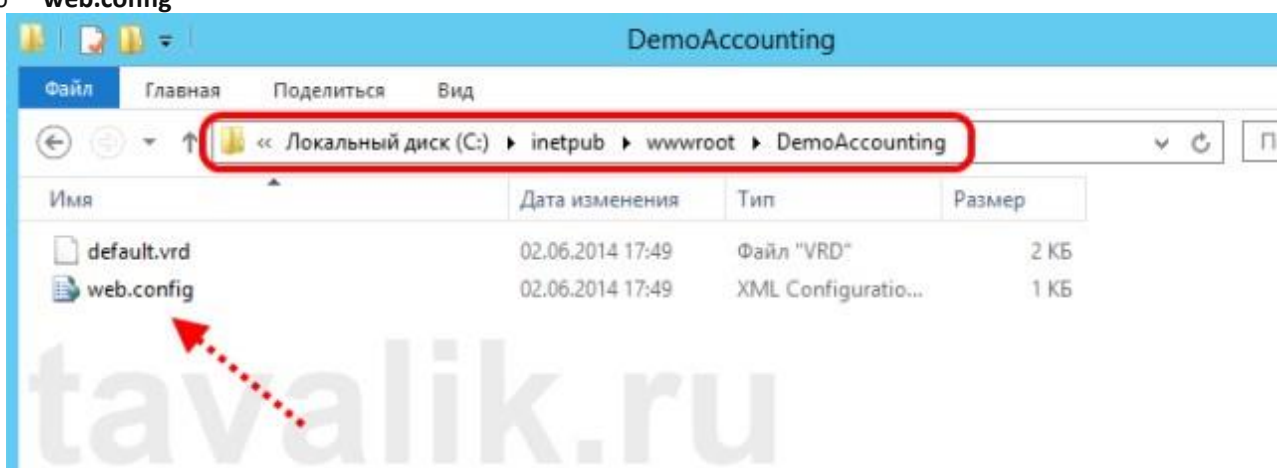 web.config
DemoAccounting
Файл Главная Поделиться Вид
« Локальный диск (C:) ▸ inetpub ▸ wwwroot ▸ DemoAccounting
Имя Дата изменения Тип Размер
default.vrd 02.06.2014 17:49 Файл "VRD" 2 КБ
web.config 02.06.2014 17:49 XML Configuratio... 1 КБ
tavalik.ru